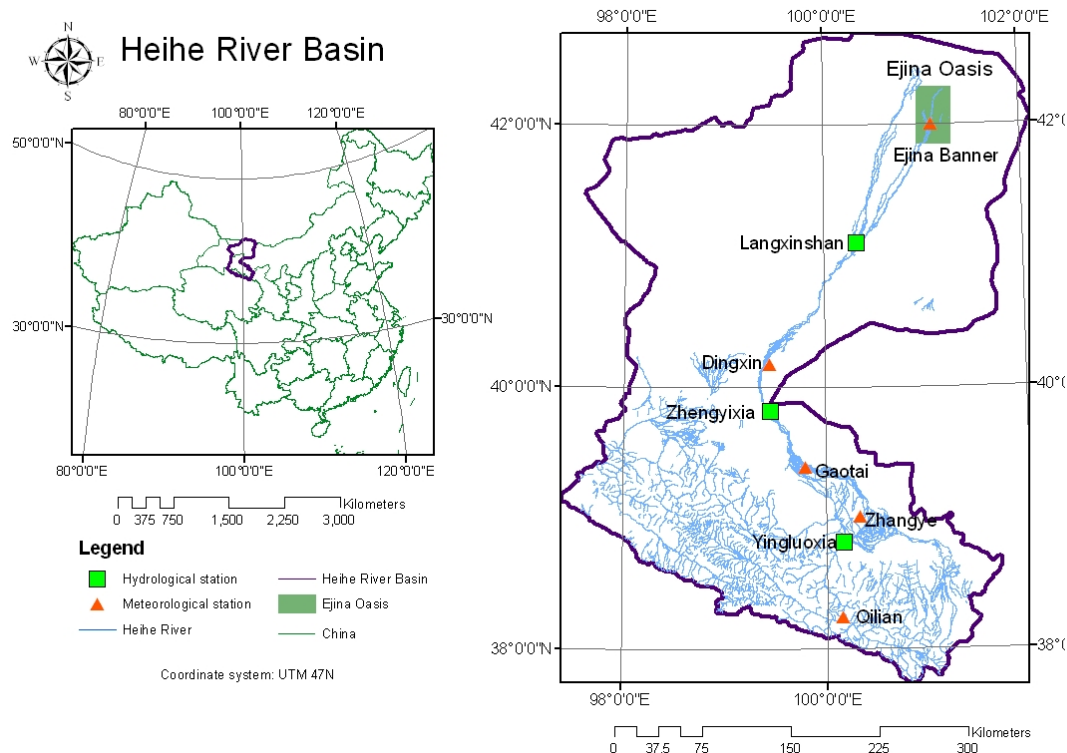 N
W E
S
Heihe River Basin
80°0'0"E 100°0'0"E 120°0'0"E
50°0'0"N
30°0'0"N
30°0'0"N
80°0'0"E 100°0'0"E 120°0'0"E
Kilometers
0 375 750 1,500 2,250 3,000
Legend
Hydrological station
Meteorological station
Heihe River
Heihe River Basin
Ejina Oasis
China
Coordinate system: UTM 47N
98°0'0"E 100°0'0"E 102°0'0"E
Ejina Oasis
42°0'0"N
42°0
Ejina Banner
Langxinshan
Dingxin
40°0'0"N
40°0
Zhengyixia
Gaotai
Zhangye
Yingluoxia
Qilian
38°0'0"N
38°0
98°0'0"E 100°0'0"E
Kilometers
0 37.5 75 150 225 300